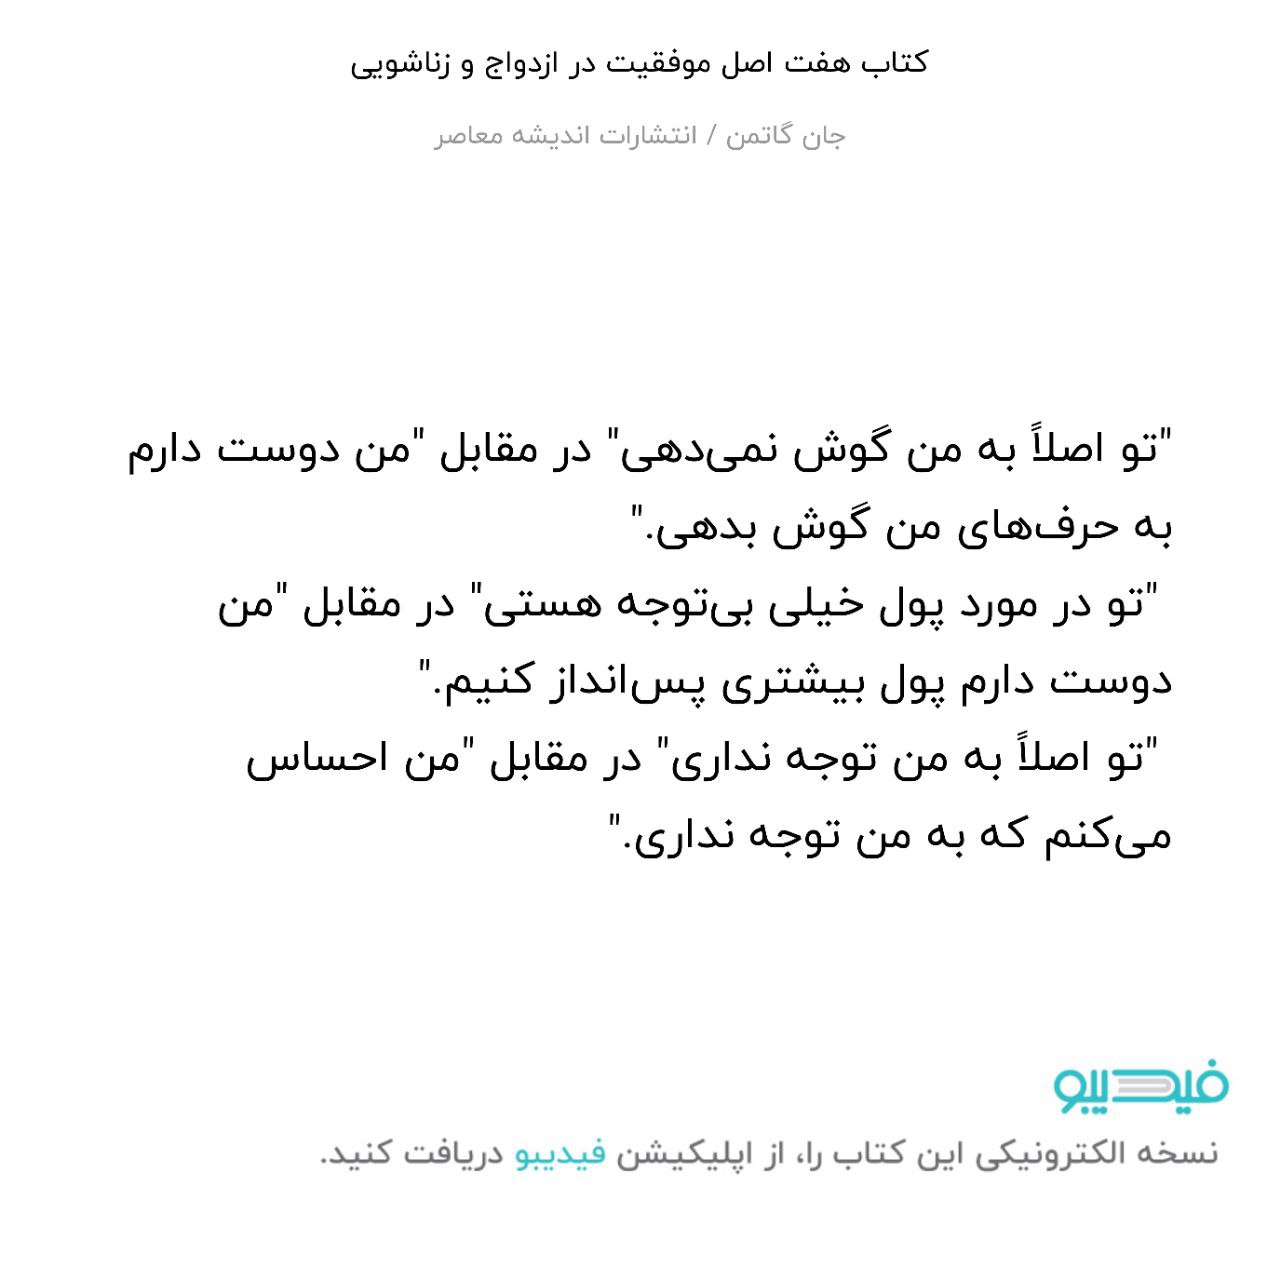 کتاب هفت اصل موفقیت در ازدواج و زناشویی
جان گاتمن / انتشارات اندیشه معاصر
"تو اصلاً به من گوش نمی‌دهی" در مقابل "من دوست دارم
به حرف‌های من گوش بدهی."
"تو در مورد پول خیلی بی‌توجه هستی" در مقابل "من
دوست دارم پول بیشتری پس‌انداز کنیم."
"تو اصلاً به من توجه نداری" در مقابل "من احساس
می‌کنم که به من توجه نداری."
فیدیبو
نسخه الکترونیکی این کتاب را، از اپلیکیشن فیدیبو دریافت کنید.